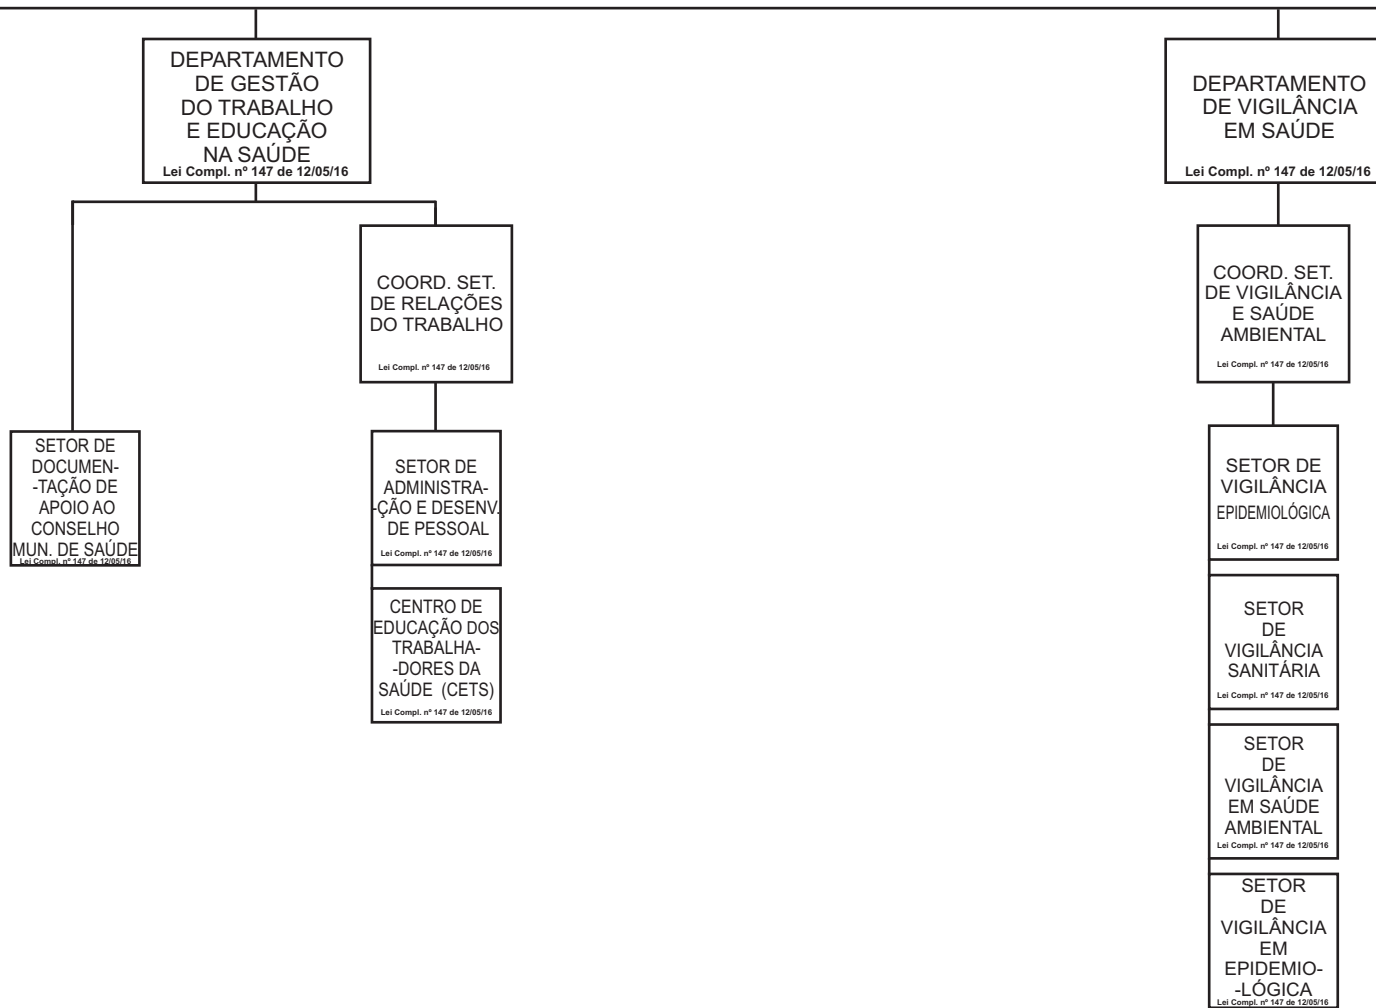 DEPARTAMENTO
DE GESTÃO
DO TRABALHO
E EDUCAÇÃO
NA SAÚDE
Lei Compl. nº 147 de 12/05/16
DEPARTAMENTO
DE VIGILÂNCIA
EM SAÚDE
Lei Compl. nº 147 de 12/05/16
COORD. SET.
DE RELAÇÕES
DO TRABALHO
Lei Compl. nº 147 de 12/05/16
COORD. SET.
DE VIGILÂNCIA
E SAÚDE
AMBIENTAL
Lei Compl. nº 147 de 12/05/16
SETOR DE
DOCUMEN-
-TAÇÃO DE
APOIO AO
CONSELHO
MUN. DE SAÚDE
Lei Compl. nº 147 de 12/05/16
SETOR DE
ADMINISTRA-
-ÇÃO E DESENV.
DE PESSOAL
Lei Compl. nº 147 de 12/05/16
CENTRO DE
EDUCAÇÃO DOS
TRABALHA-
-DORES DA
SAÚDE (CETS)
Lei Compl. nº 147 de 12/05/16
SETOR DE
VIGILÂNCIA
EPIDEMIOLÓGICA
Lei Compl. nº 147 de 12/05/16
SETOR
DE
VIGILÂNCIA
SANITÁRIA
Lei Compl. nº 147 de 12/05/16
SETOR
DE
VIGILÂNCIA
EM SAÚDE
AMBIENTAL
Lei Compl. nº 147 de 12/05/16
SETOR
DE
VIGILÂNCIA
EM
EPIDEMIO-
-LÓGICA
Lei Compl. nº 147 de 12/05/16